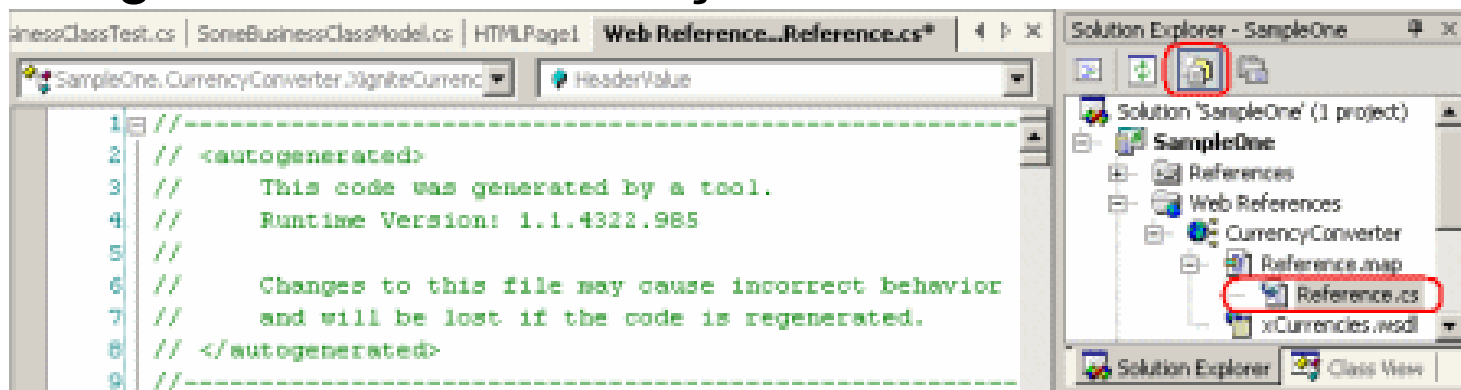 inessClassTest.cs | SomeBusinessClassModel.cs | HTMLPage1 Web Reference...Reference.cs*
SampleOne.CurrencyConverter.XigniteCurrenc HeaderValue
1 //----------------------------------------------------
2 // <autogenerated>
3 //     This code was generated by a tool.
4 //     Runtime Version: 1.1.4322.985
5 //
6 //     Changes to this file may cause incorrect behavior
7 //     and will be lost if the code is regenerated.
8 // </autogenerated>
9 //----------------------------------------------------
Solution Explorer - SampleOne
Solution 'SampleOne' (1 project)
SampleOne
References
Web References
CurrencyConverter
Reference.map
Reference.cs
xCurrencies.wsdl
Solution Explorer Class View